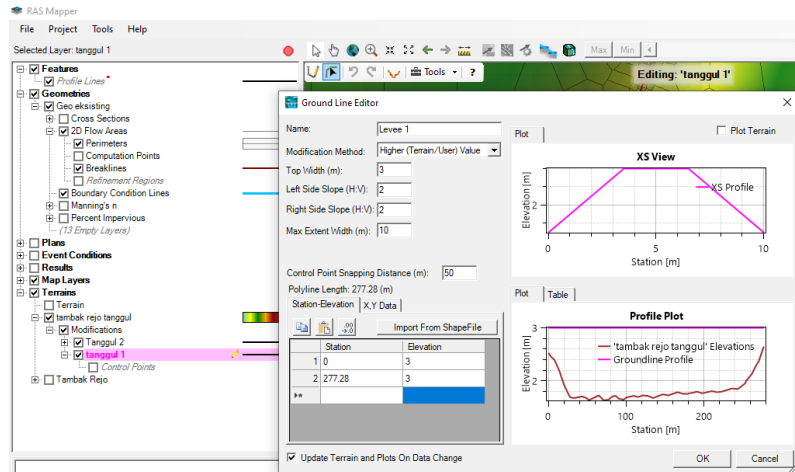 RAS Mapper
File Project Tools Help
Selected Layer: tanggul 1
Max Min
Features
Profile Lines
Geometries
Geo eksisting
Cross Sections
2D Flow Areas
Perimeters
Computation Points
Breaklines
Refinement Regions
Boundary Condition Lines
Manning's n
Percent Impervious
(13 Empty Layers)
Plans
Event Conditions
Results
Map Layers
Terrains
Terrain
tambak rejo tanggul
Modifications
Tanggul 2
tanggul 1
Control Points
Tambak Rejo
Tools ?
Editing: 'tanggul 1'
Ground Line Editor
Name: Levee 1
Modification Method: Higher (Terrain/User) Value
Top Width (m): 3
Left Side Slope (H:V): 2
Right Side Slope (H:V): 2
Max Extent Width (m): 10
Control Point Snapping Distance (m): 50
Polyline Length: 277.28 (m)
Station-Elevation X,Y Data
.00 →.0 Import From ShapeFile
Station Elevation
1 0 3
2 277.28 3
Update Terrain and Plots On Data Change
Plot Plot Terrain
XS View
Elevation [m]
2
XS Profile
0 5 10
Station [m]
Plot Table
Profile Plot
Elevation [m]
3
2
'tambak rejo tanggul' Elevations
Groundline Profile
0 100 200
Station [m]
OK Cancel